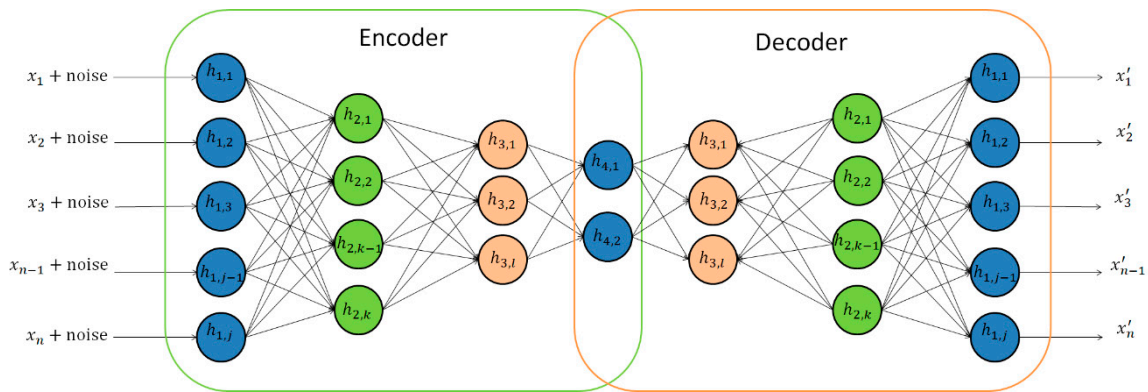 Encoder
Decoder
x₁ + noise
x₂ + noise
x₃ + noise
xₙ₋₁ + noise
xₙ + noise
h₁,₁
h₁,₂
h₁,₃
h₁,ⱼ₋₁
h₁,ⱼ
h₂,₁
h₂,₂
h₂,ₖ₋₁
h₂,ₖ
h₃,₁
h₃,₂
h₃,ₗ
h₄,₁
h₄,₂
h₃,₁
h₃,₂
h₃,ₗ
h₂,₁
h₂,₂
h₂,ₖ₋₁
h₂,ₖ
h₁,₁
h₁,₂
h₁,₃
h₁,ⱼ₋₁
h₁,ⱼ
x′₁
x′₂
x′₃
x′ₙ₋₁
x′ₙ